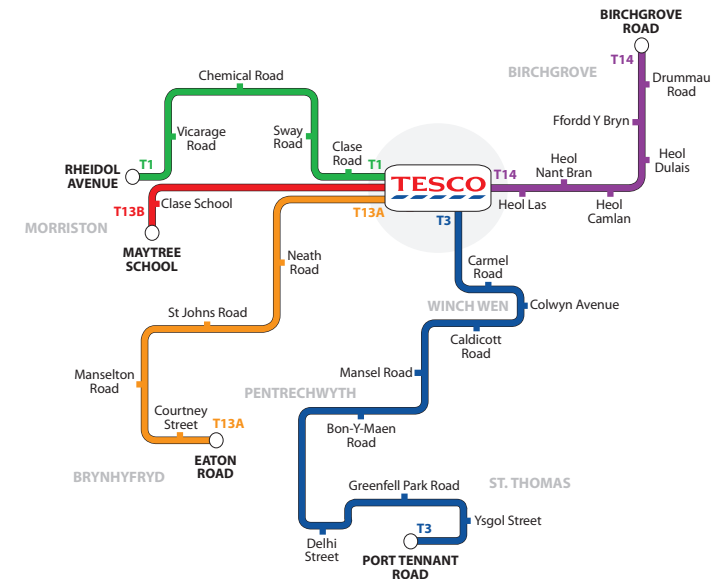 BIRCHGROVE
ROAD
T14
BIRCHGROVE
Drummau
Road
Chemical Road
Ffordd Y Bryn
Vicarage
Road
Sway
Road
Clase
Road
Heol
Nant Bran
Heol
Dulais
RHEIDOL
AVENUE
T1
T1
TESCO
T14
Heol Las
Heol
Camlan
T13B
Clase School
T13A
T3
MORRISTON
MAYTREE
SCHOOL
Neath
Road
Carmel
Road
WINCH WEN
Colwyn Avenue
St Johns Road
Caldicott
Road
Manselton
Road
Mansel Road
PENTRECHWYTH
Courtney
Street
T13A
Bon-Y-Maen
Road
EATON
ROAD
BRYNHYFRYD
Greenfell Park Road
ST. THOMAS
Ysgol Street
T3
Delhi
Street
PORT TENNANT
ROAD